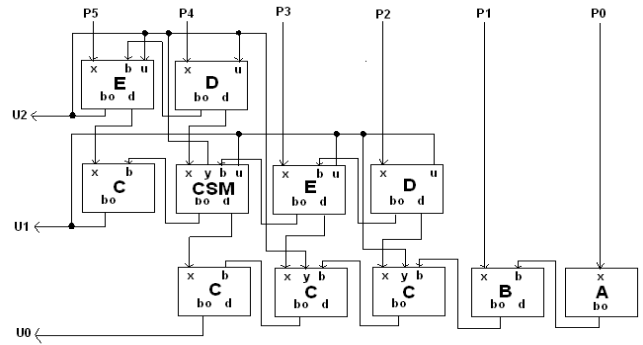 P5 P4 P3 P2 P1 P0
x b u x u
E D
bo d bo d
U2
x b x y b u x b u x u
C CSM E D
bo bo d bo d bo d
U1
x b x y b x y b x b x
C C C B A
bo d bo d bo bo d bo
U0